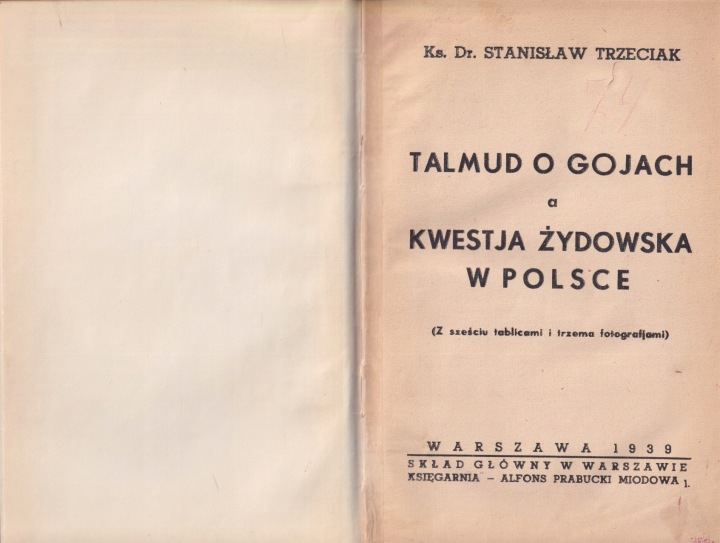 Ks. Dr. STANISŁAW TRZECIAK
74
TALMUD O GOJACH
a
KWESTJA ŻYDOWSKA
W POLSCE
(Z sześciu tablicami i trzema fotografjami)
WARSZAWA 1939
SKŁAD GŁÓWNY W WARSZAWIE
KSIĘGARNIA - ALFONS PRABUCKI MIODOWA 1.